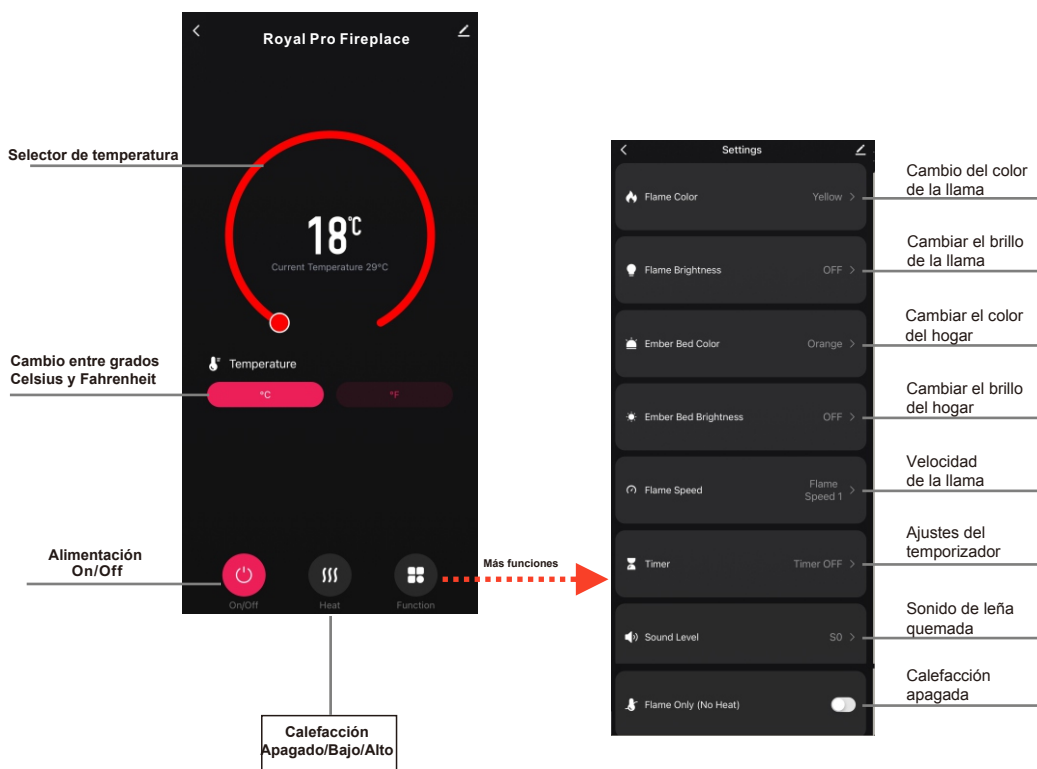 Royal Pro Fireplace
Selector de temperatura
18°C
Current Temperature 29°C
Temperature
Cambio entre grados
Celsius y Fahrenheit
°C
°F
Alimentación
On/Off
On/Off
Heat
Function
Más funciones
Calefacción
Apagado/Bajo/Alto
Settings
Flame Color
Yellow
Cambio del color
de la llama
Flame Brightness
OFF
Cambiar el brillo
de la llama
Ember Bed Color
Orange
Cambiar el color
del hogar
Ember Bed Brightness
OFF
Cambiar el brillo
del hogar
Flame Speed
Flame
Speed 1
Velocidad
de la llama
Timer
Timer OFF
Ajustes del
temporizador
Sound Level
S0
Sonido de leña
quemada
Flame Only (No Heat)
Calefacción
apagada